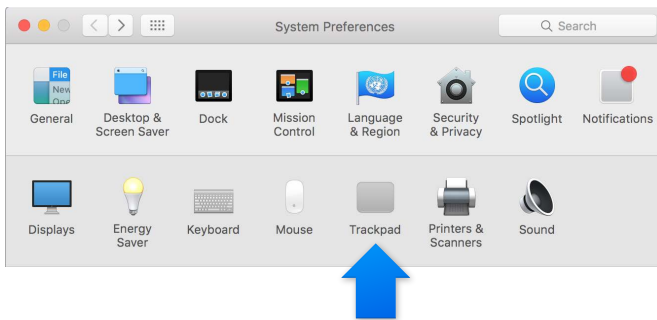 System Preferences
Search
File
New
Ope
General
Desktop &
Screen Saver
Dock
Mission
Control
Language
& Region
Security
& Privacy
Spotlight
Notifications
Displays
Energy
Saver
Keyboard
Mouse
Trackpad
Printers &
Scanners
Sound